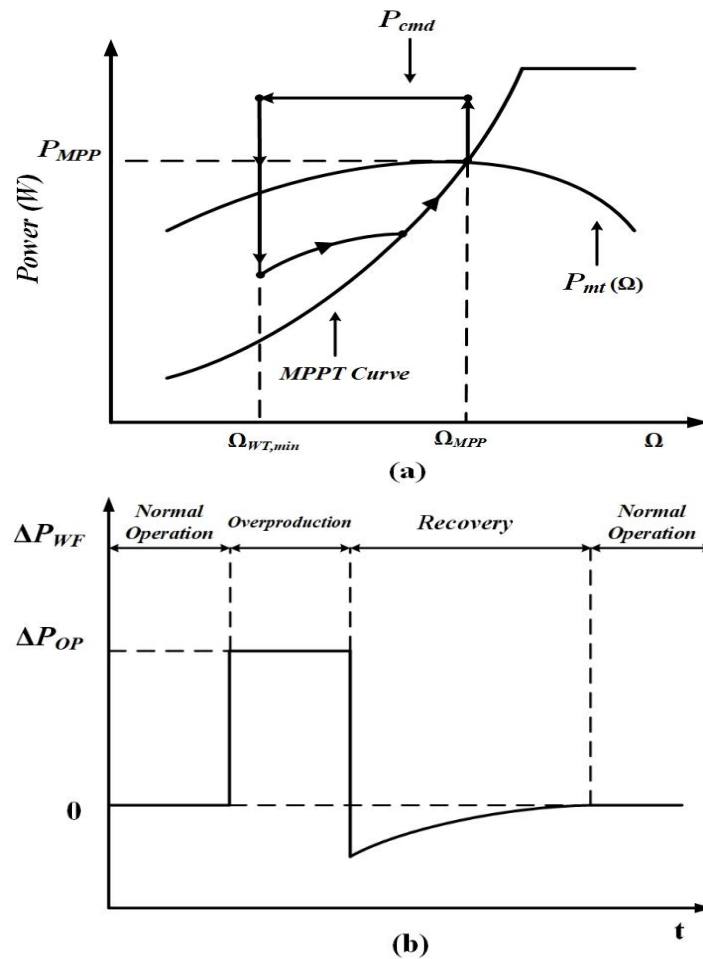 P_cmd
P_MPP
Power (W)
P_mt (Ω)
MPPT Curve
Ω_WT,min
Ω_MPP
Ω
(a)
Normal
Operation
Overproduction
Recovery
Normal
Operation
ΔP_WF
ΔP_OP
0
t
(b)